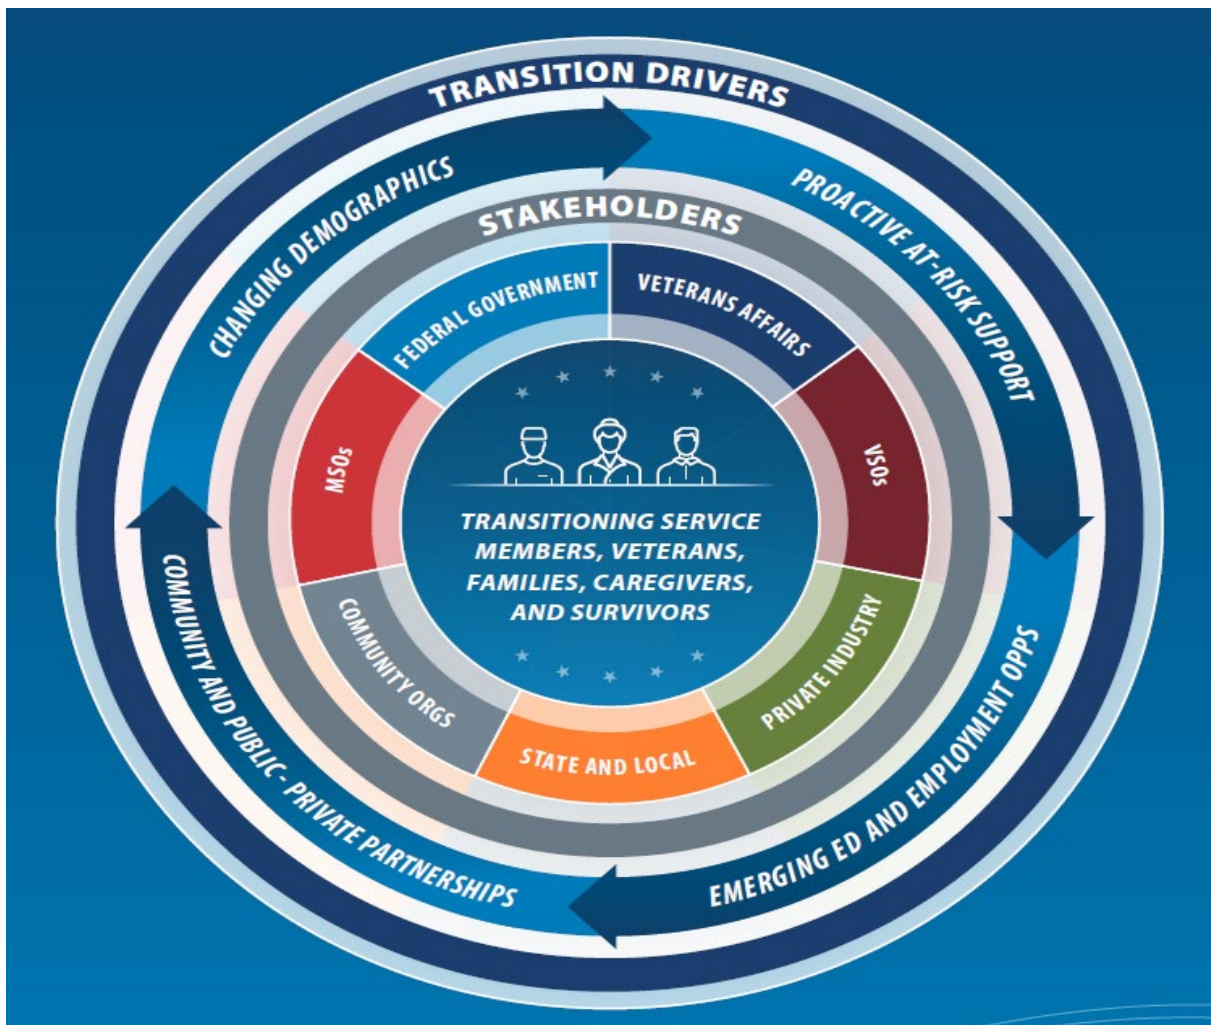 TRANSITION DRIVERS
CHANGING DEMOGRAPHICS
PROACTIVE AT-RISK SUPPORT
EMERGING ED AND EMPLOYMENT OPPS
COMMUNITY AND PUBLIC- PRIVATE PARTNERSHIPS
STAKEHOLDERS
FEDERAL GOVERNMENT
VETERANS AFFAIRS
VSOs
PRIVATE INDUSTRY
STATE AND LOCAL
COMMUNITY ORGS
MSOs
TRANSITIONING SERVICE
MEMBERS, VETERANS,
FAMILIES, CAREGIVERS,
AND SURVIVORS